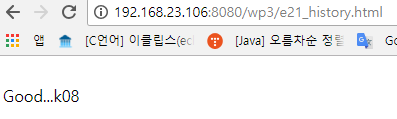 192.168.23.106:8080/wp3/e21_history.html
앱 [C언어] 이클립스(ec [Java] 오름차순 정렬 Go
Good...k08